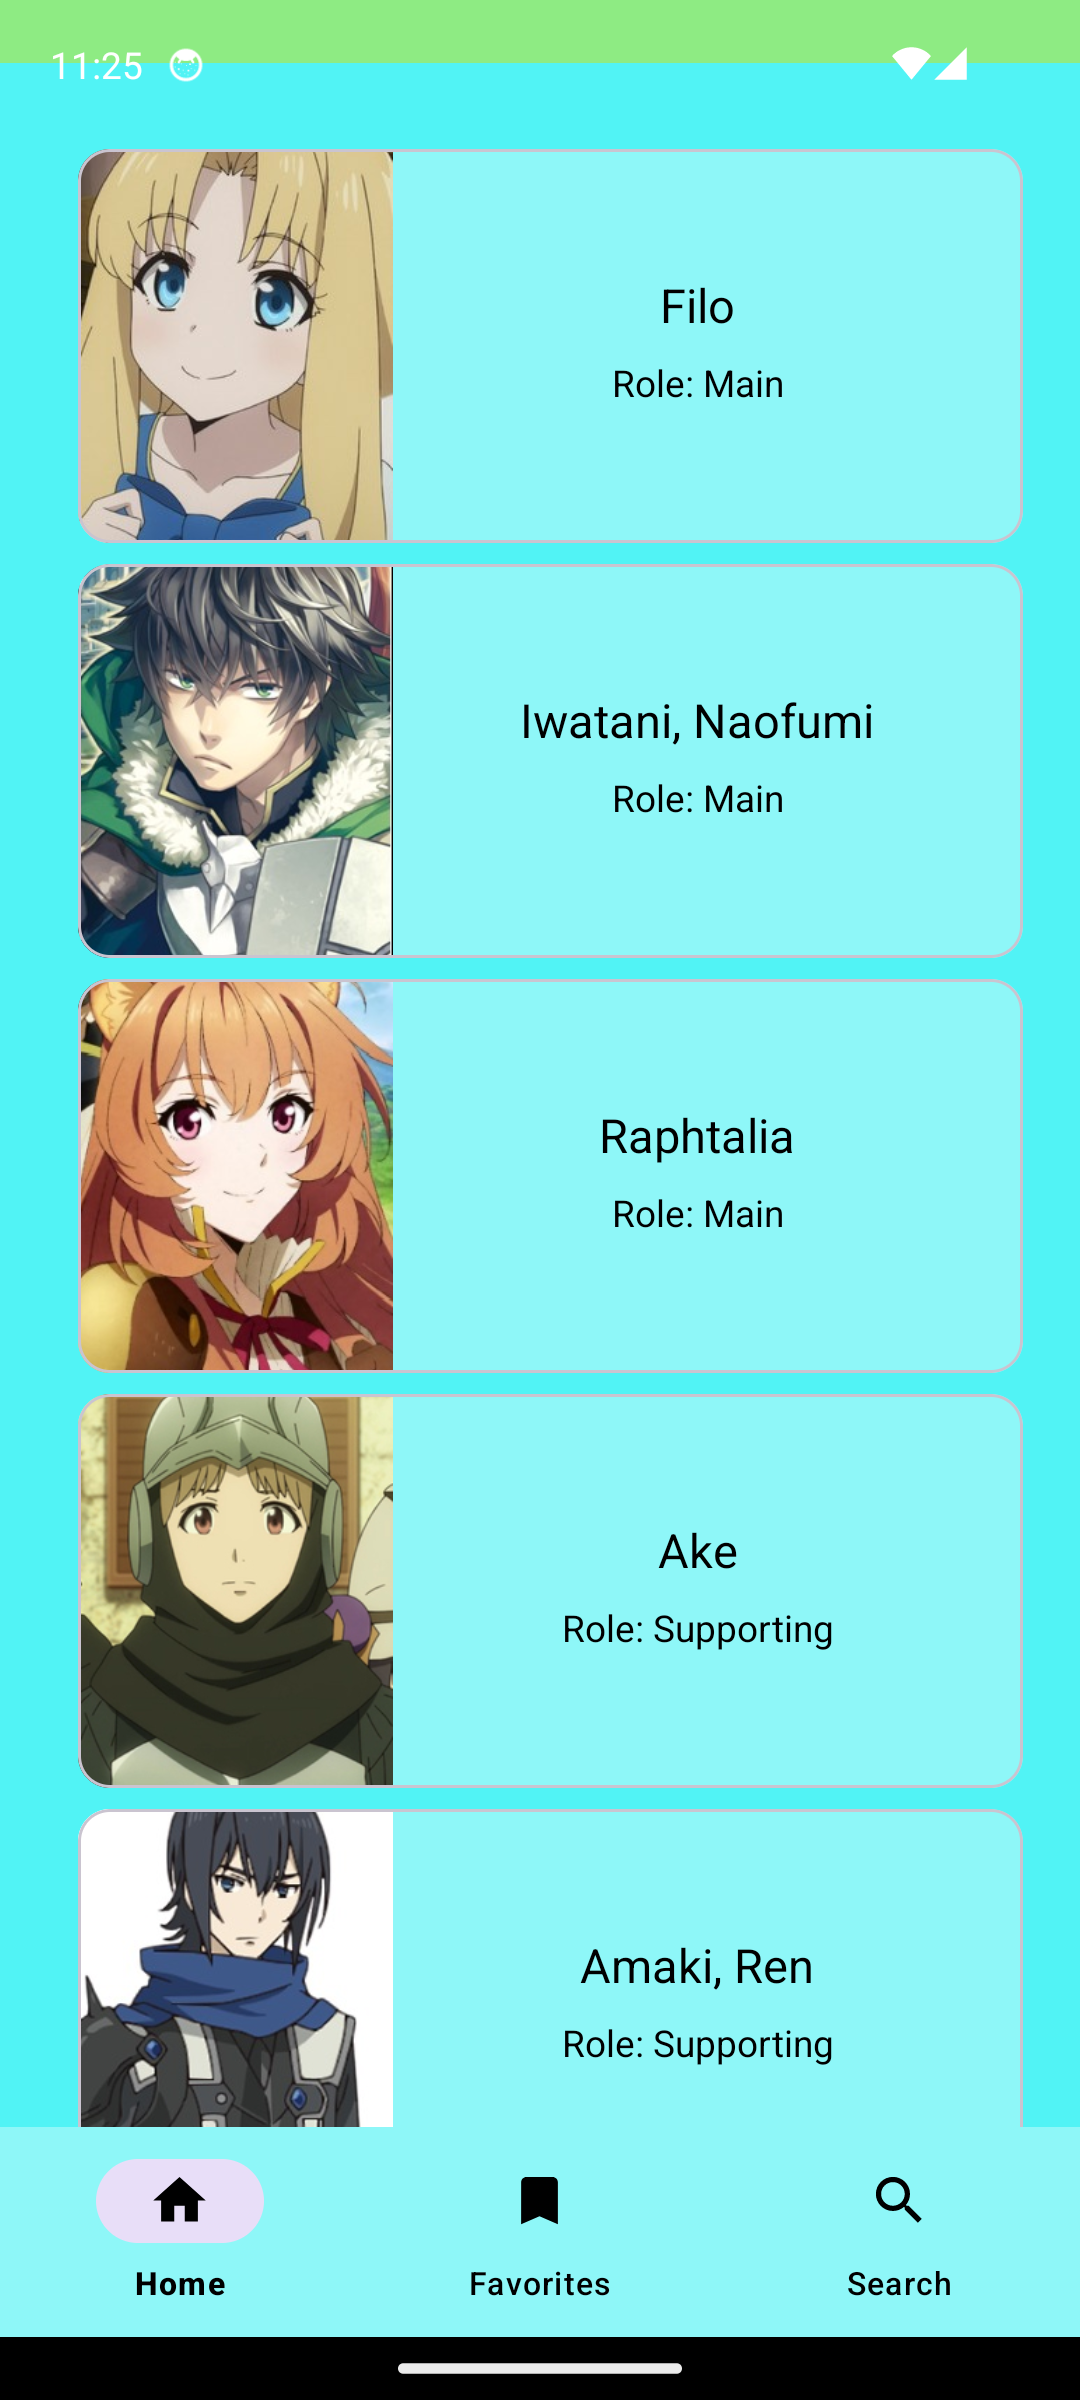 11:25
Filo
Role: Main
Iwatani, Naofumi
Role: Main
Raphtalia
Role: Main
Ake
Role: Supporting
Amaki, Ren
Role: Supporting
Home
Favorites
Search